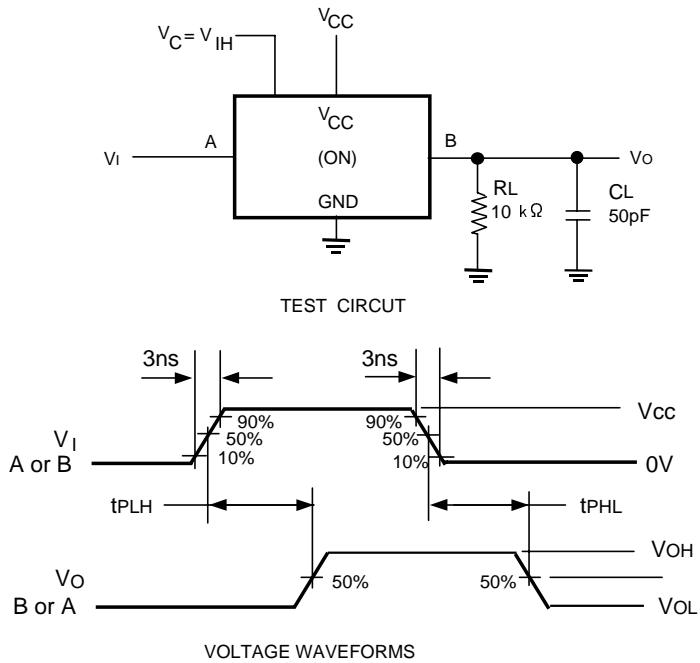 VCC
VC = VIH
VCC
A
B
VI
(ON)
VO
GND
RL
10 kΩ
CL
50pF
TEST CIRCUT
3ns
3ns
90%
90%
Vcc
VI
50%
50%
A or B
10%
10%
0V
tPLH
tPHL
VOH
VO
50%
50%
B or A
VOL
VOLTAGE WAVEFORMS